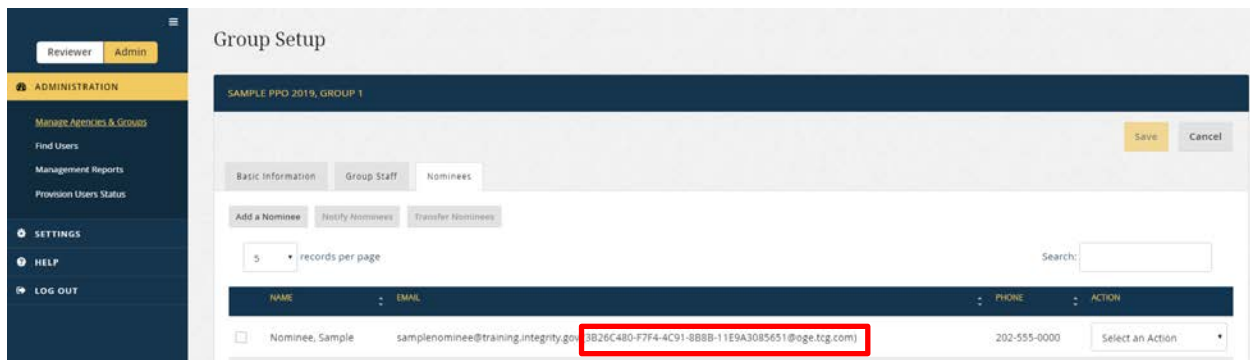 Reviewer Admin
Group Setup
ADMINISTRATION
SAMPLE PPO 2019, GROUP 1
Manage Agencies & Groups
Find Users
Management Reports
Provision Users Status
Save Cancel
Basic Information Group Staff Nominees
Add a Nominee Notify Nominees Transfer Nominees
SETTINGS
5 records per page Search:
HELP
LOG OUT
NAME EMAIL PHONE ACTION
Nominee, Sample samplenominee@training.integrity.gov (3B26C480-F7F4-4C91-8B8B-11E9A3085651@oge.tcg.com) 202-555-0000 Select an Action